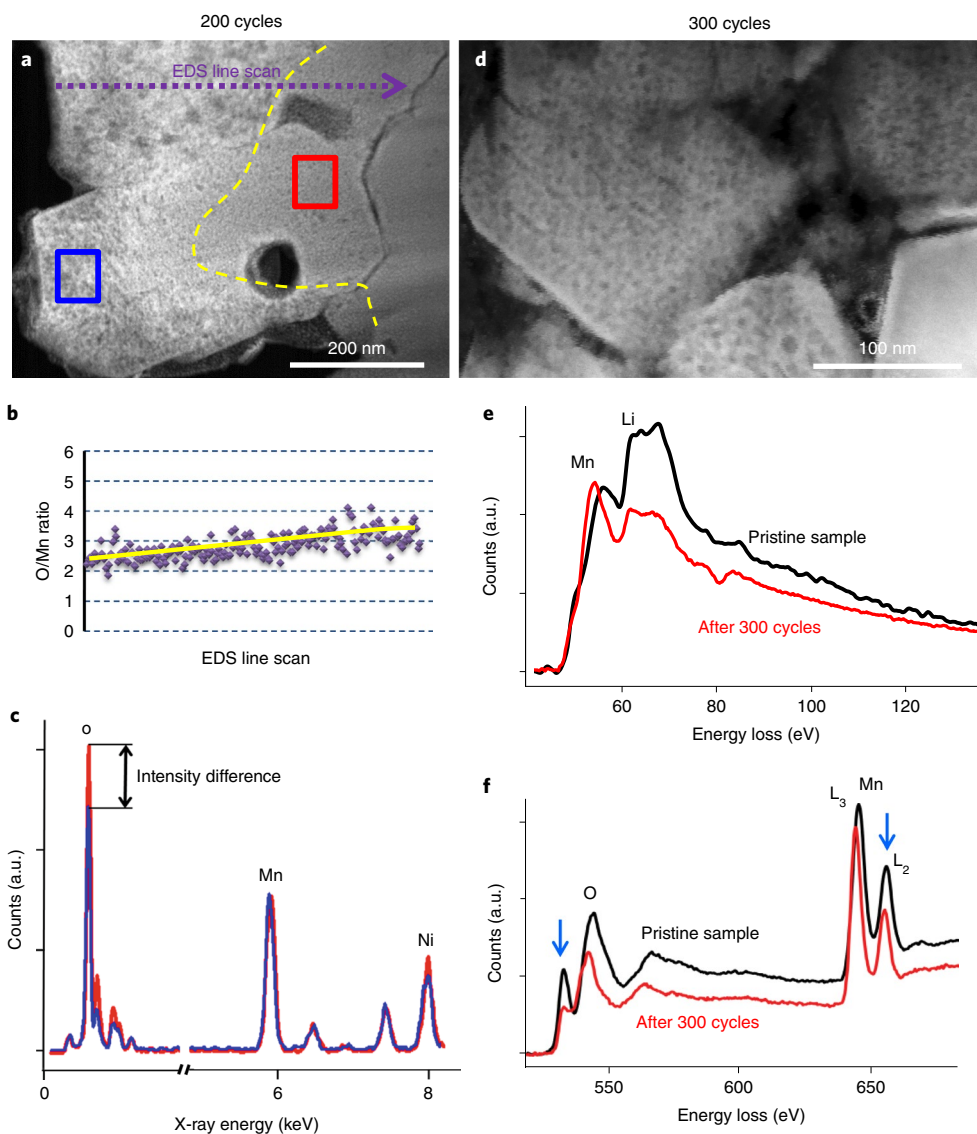 200 cycles
300 cycles
a
EDS line scan
200 nm
d
100 nm
b
O/Mn ratio
6
5
4
3
2
1
0
EDS line scan
c
Counts (a.u.)
o
Intensity difference
Mn
Ni
0
6
8
X-ray energy (keV)
e
Counts (a.u.)
Mn
Li
Pristine sample
After 300 cycles
60
80
100
120
Energy loss (eV)
f
Counts (a.u.)
O
Pristine sample
After 300 cycles
L3
Mn
L2
550
600
650
Energy loss (eV)